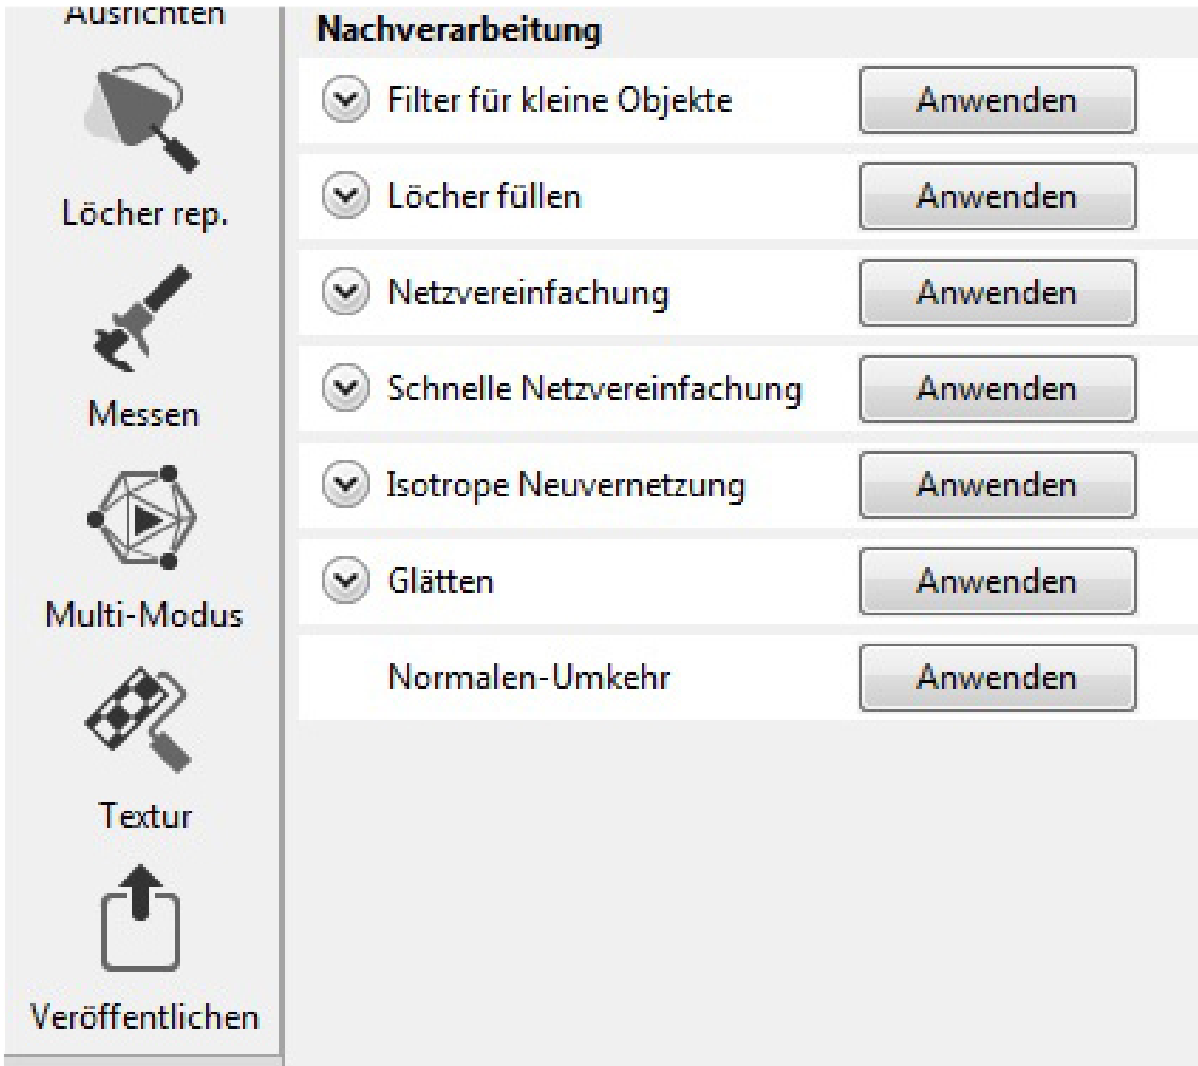 Ausrichten
Löcher rep.
Messen
Multi-Modus
Textur
Veröffentlichen
Nachverarbeitung
Filter für kleine Objekte Anwenden
Löcher füllen Anwenden
Netzvereinfachung Anwenden
Schnelle Netzvereinfachung Anwenden
Isotrope Neuvernetzung Anwenden
Glätten Anwenden
Normalen-Umkehr Anwenden